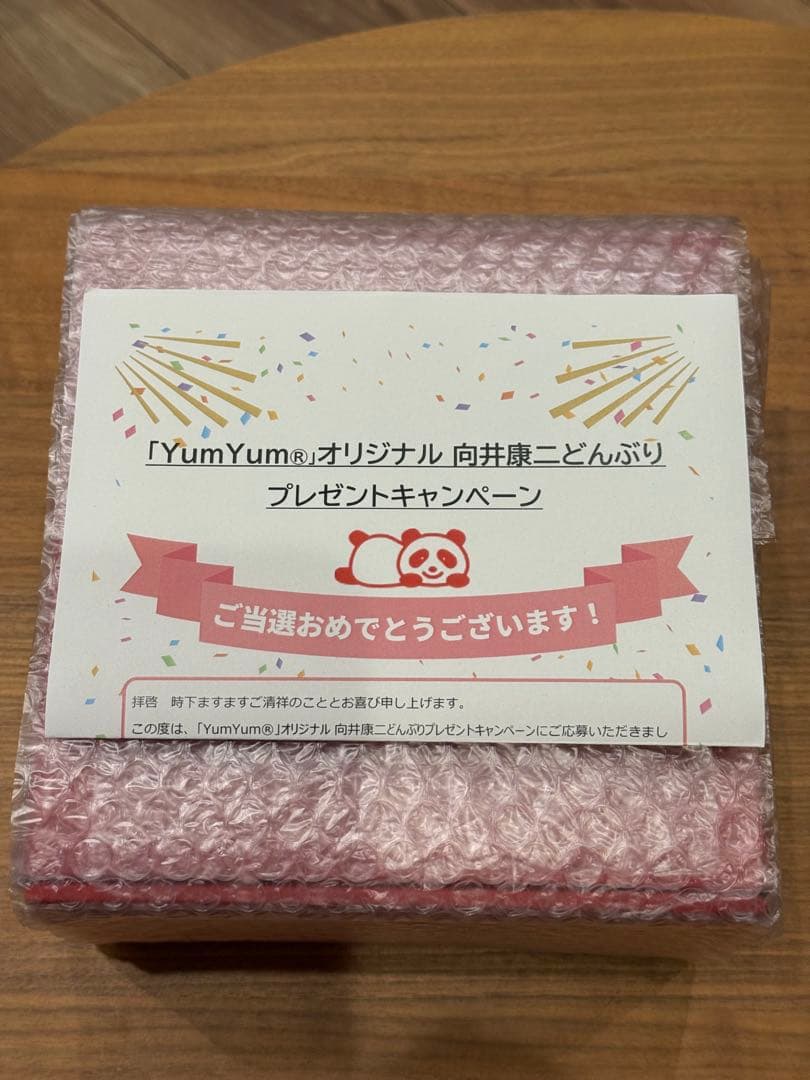 「YumYum®」オリジナル 向井康二どんぶり
プレゼントキャンペーン
ご当選おめでとうございます！
拝啓　時下ますますご清祥のこととお喜び申し上げます。
この度は、「YumYum®」オリジナル 向井康二どんぶりプレゼントキャンペーンにご応募いただきまし